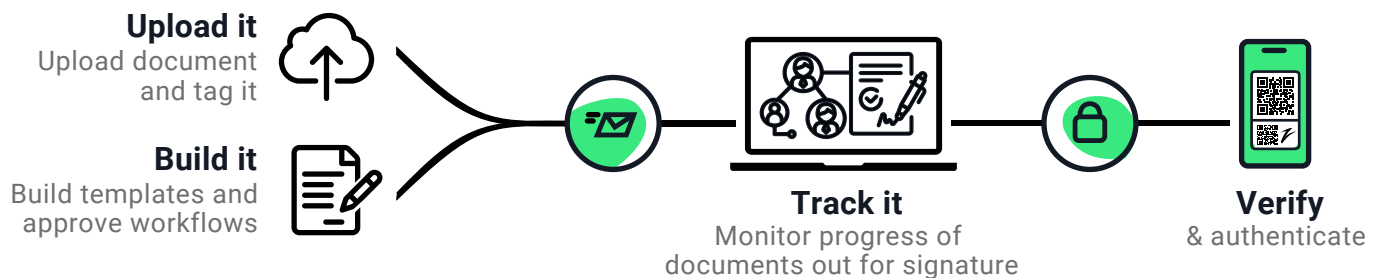 Upload it
Upload document
and tag it
Build it
Build templates and
approve workflows
Track it
Monitor progress of
documents out for signature
Verify
& authenticate